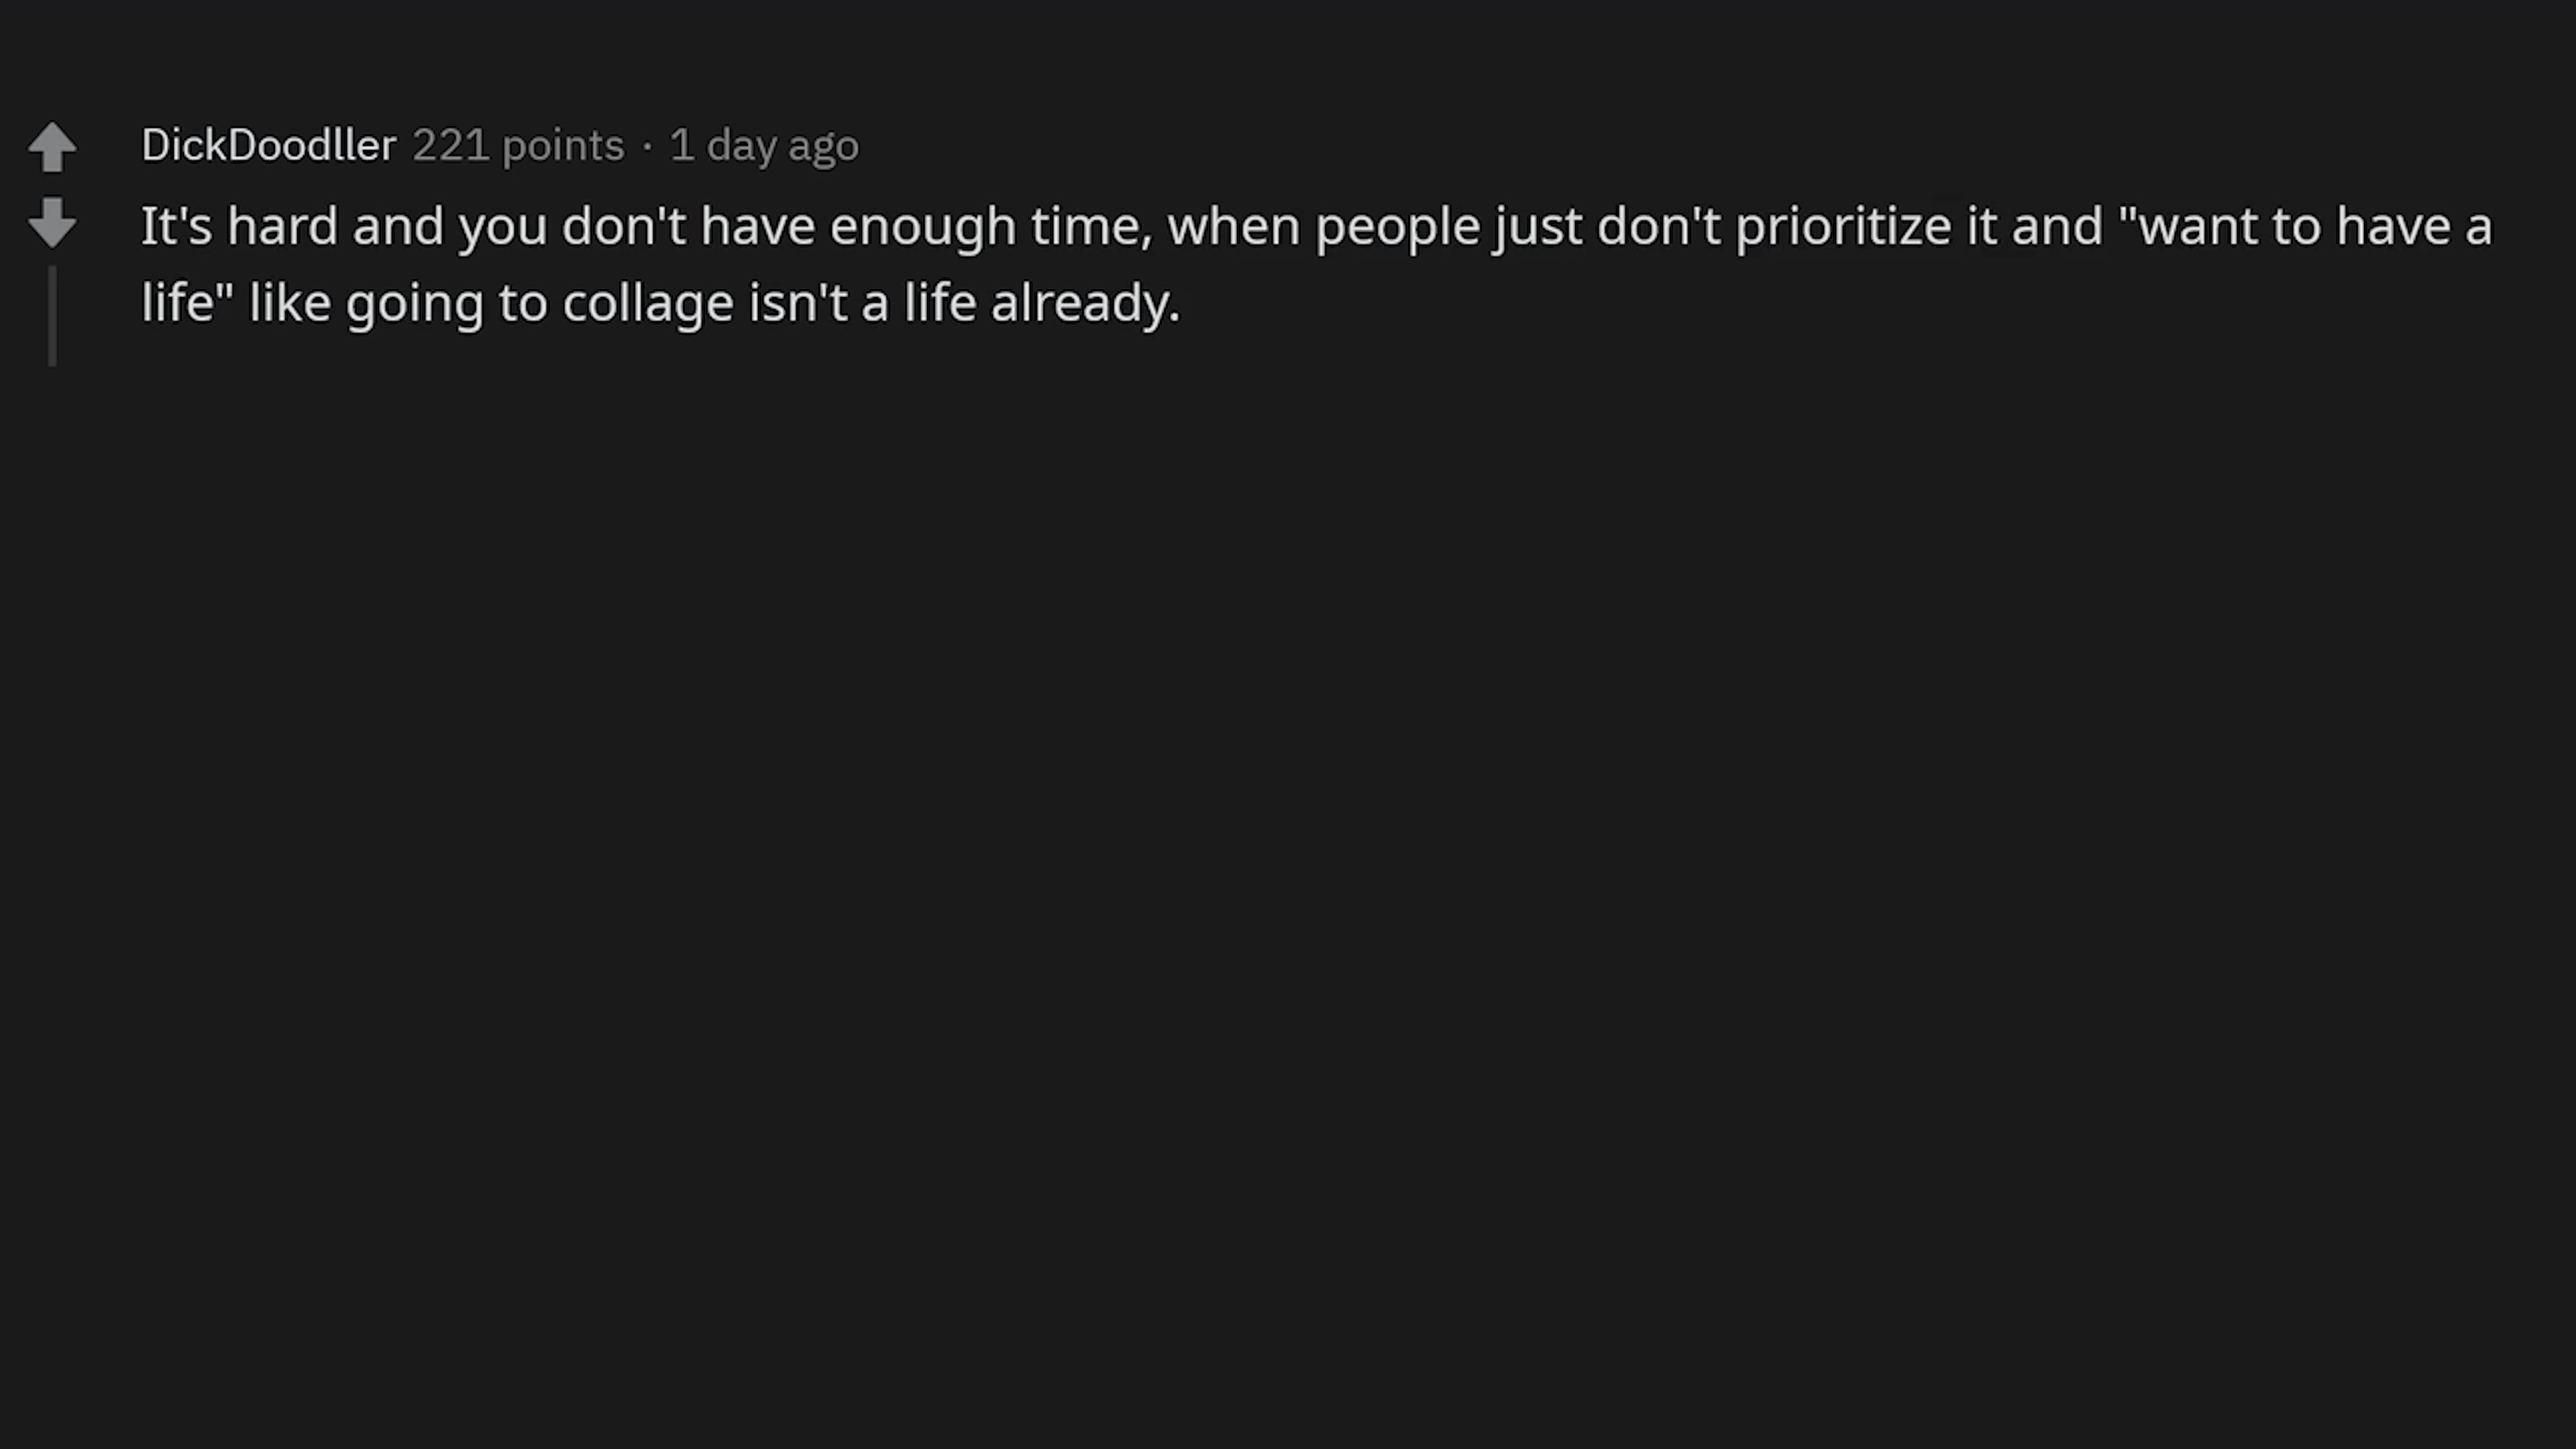 DickDoodller 221 points · 1 day ago
It's hard and you don't have enough time, when people just don't prioritize it and "want to have a
life" like going to collage isn't a life already.